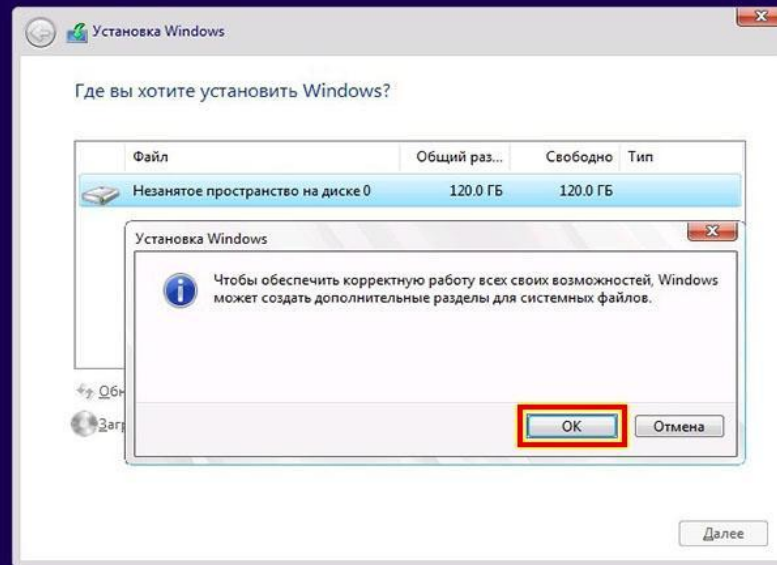 Установка Windows
Где вы хотите установить Windows?
Файл Общий раз... Свободно Тип
Незанятое пространство на диске 0 120.0 ГБ 120.0 ГБ
Установка Windows
Чтобы обеспечить корректную работу всех своих возможностей, Windows
может создать дополнительные разделы для системных файлов.
OK Отмена
Далее